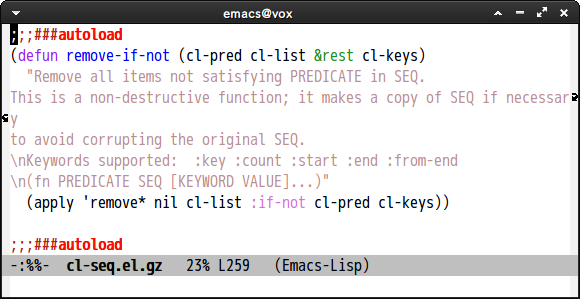 emacs@vox
;;;###autoload
(defun remove-if-not (cl-pred cl-list &rest cl-keys)
  "Remove all items not satisfying PREDICATE in SEQ.
This is a non-destructive function; it makes a copy of SEQ if necessar
y
to avoid corrupting the original SEQ.
\nKeywords supported:  :key :count :start :end :from-end
\n(fn PREDICATE SEQ [KEYWORD VALUE]...)"
  (apply 'remove* nil cl-list :if-not cl-pred cl-keys))
;;;###autoload
-:%%-  cl-seq.el.gz   23% L259   (Emacs-Lisp)